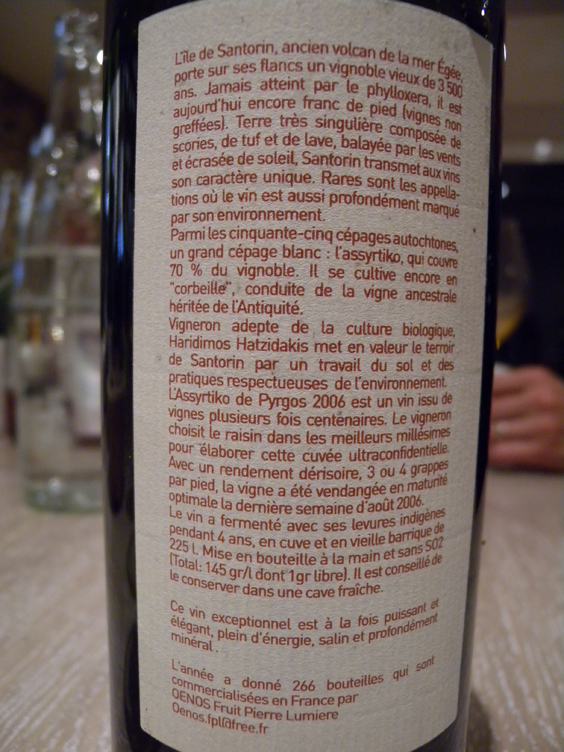 L'île de Santorin, ancien volcan de la mer Égée,
porte sur ses flancs un vignoble vieux de 3 500
ans. Jamais atteint par le phylloxera, il est
aujourd'hui encore franc de pied (vignes non
greffées). Terre très singulière composée de
scories, de tuf et de lave, balayée par les vents
et écrasée de soleil, Santorin transmet aux vins
son caractère unique. Rares sont les appella-
tions où le vin est aussi profondément marqué
par son environnement.
Parmi les cinquante-cinq cépages autochtones,
un grand cépage blanc : l'assyrtiko, qui couvre
70 % du vignoble. Il se cultive encore en
"corbeille", conduite de la vigne ancestrale
héritée de l'Antiquité.
Vigneron adepte de la culture biologique,
Haridimos Hatzidakis met en valeur le terroir
de Santorin par un travail du sol et des
pratiques respectueuses de l'environnement.
L'Assyrtiko de Pyrgos 2006 est un vin issu de
vignes plusieurs fois centenaires. Le vigneron
choisit le raisin dans les meilleurs millésimes
pour élaborer cette cuvée ultraconfidentielle.
Avec un rendement dérisoire, 3 ou 4 grappes
par pied, la vigne a été vendangée en maturité
optimale la dernière semaine d'août 2006.
Le vin a fermenté avec ses levures indigènes
pendant 4 ans, en cuve et en vieille barrique de
225 l. Mise en bouteille à la main et sans SO2
(Total: 145 gr/l dont 1gr libre). Il est conseillé de
le conserver dans une cave fraîche.
Ce vin exceptionnel est à la fois puissant et
élégant, plein d'énergie, salin et profondément
minéral .
L'année a donné 266 bouteilles qui sont
commercialisées en France par
OENOS Fruit Pierre Lumiere
Oenos.fpl@free.fr